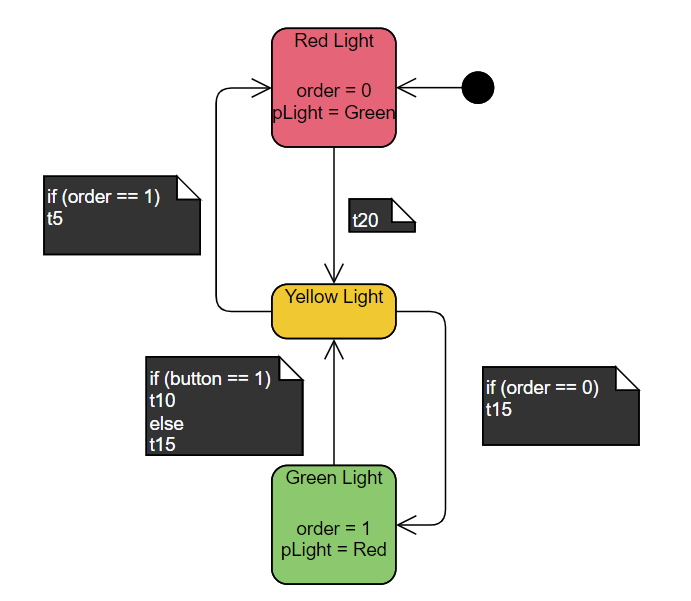 Red Light
order = 0
pLight = Green
if (order == 1)
t5
t20
Yellow Light
if (button == 1)
t10
else
t15
if (order == 0)
t15
Green Light
order = 1
pLight = Red